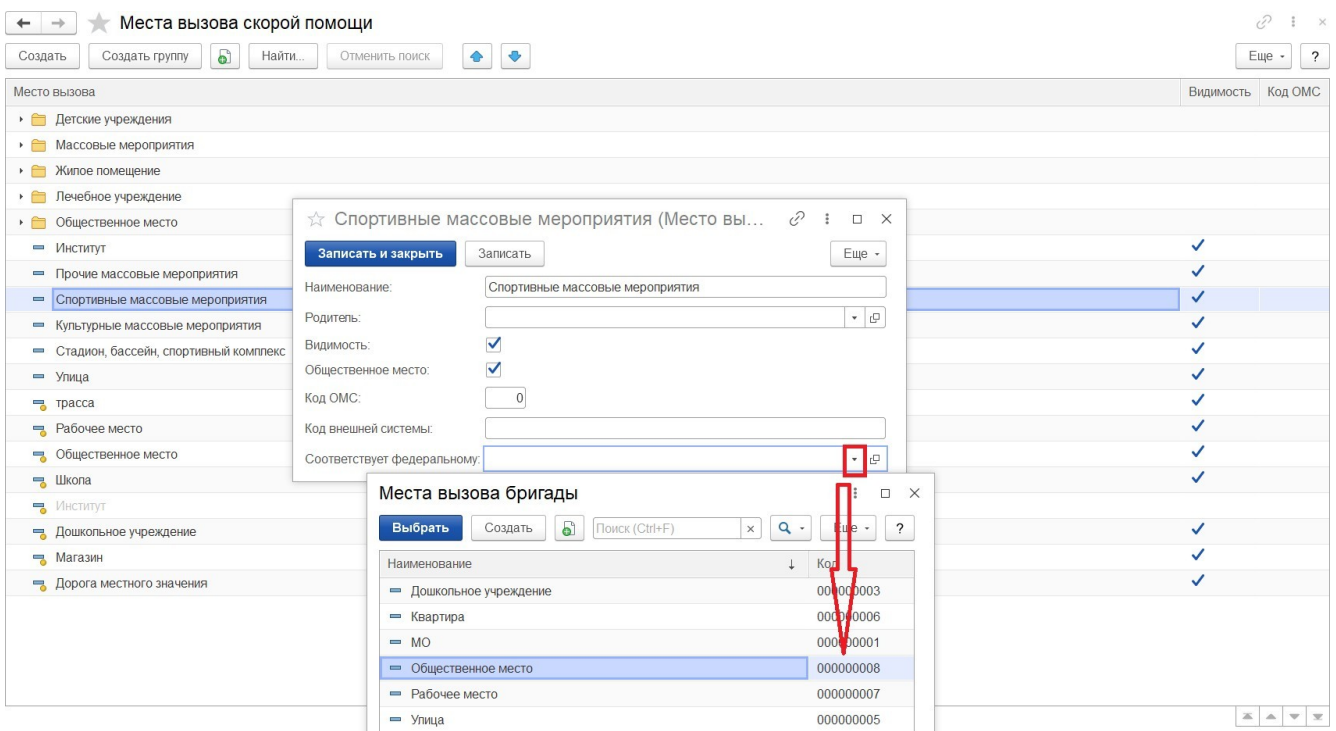 Места вызова скорой помощи
Создать Создать группу Найти... Отменить поиск Еще ?
Место вызова Видимость Код ОМС
Детские учреждения
Массовые мероприятия
Жилое помещение
Лечебное учреждение
Общественное место
Институт
Прочие массовые мероприятия
Спортивные массовые мероприятия
Культурные массовые мероприятия
Стадион, бассейн, спортивный комплекс
Улица
трасса
Рабочее место
Общественное место
Школа
Институт
Дошкольное учреждение
Магазин
Дорога местного значения
Спортивные массовые мероприятия (Место вы...
Записать и закрыть Записать Еще
Наименование: Спортивные массовые мероприятия
Родитель:
Видимость:
Общественное место:
Код ОМС: 0
Код внешней системы:
Соответствует федеральному:
Места вызова бригады
Выбрать Создать Поиск (Ctrl+F) × Еще ?
Наименование ↓ Код
Дошкольное учреждение 000000003
Квартира 000000006
МО 000000001
Общественное место 000000008
Рабочее место 000000007
Улица 000000005